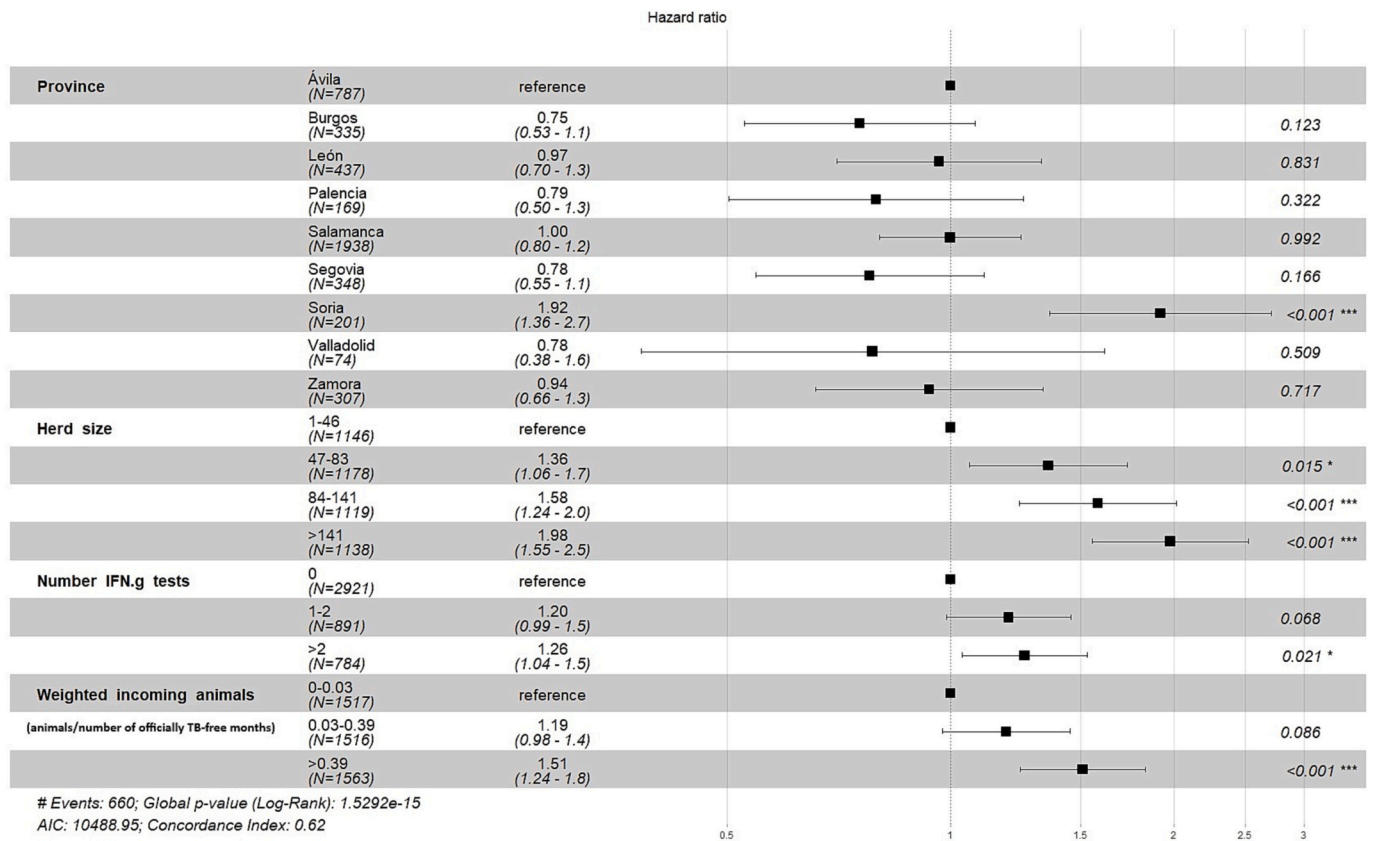 Hazard ratio
Province Ávila reference
(N=787)
Burgos 0.75
(N=335) (0.53 - 1.1) 0.123
León 0.97
(N=437) (0.70 - 1.3) 0.831
Palencia 0.79
(N=169) (0.50 - 1.3) 0.322
Salamanca 1.00
(N=1938) (0.80 - 1.2) 0.992
Segovia 0.78
(N=348) (0.55 - 1.1) 0.166
Soria 1.92
(N=201) (1.36 - 2.7) <0.001 ***
Valladolid 0.78
(N=74) (0.38 - 1.6) 0.509
Zamora 0.94
(N=307) (0.66 - 1.3) 0.717
Herd size 1-46 reference
(N=1146)
47-83 1.36
(N=1178) (1.06 - 1.7) 0.015 *
84-141 1.58
(N=1119) (1.24 - 2.0) <0.001 ***
>141 1.98
(N=1138) (1.55 - 2.5) <0.001 ***
Number IFN.g tests 0 reference
(N=2921)
1-2 1.20
(N=891) (0.99 - 1.5) 0.068
>2 1.26
(N=784) (1.04 - 1.5) 0.021 *
Weighted incoming animals 0-0.03 reference
(N=1517)
(animals/number of officially TB-free months) 0.03-0.39 1.19
(N=1516) (0.98 - 1.4) 0.086
>0.39 1.51
(N=1563) (1.24 - 1.8) <0.001 ***
# Events: 660; Global p-value (Log-Rank): 1.5292e-15
AIC: 10488.95; Concordance Index: 0.62
0.5 1 1.5 2 2.5 3